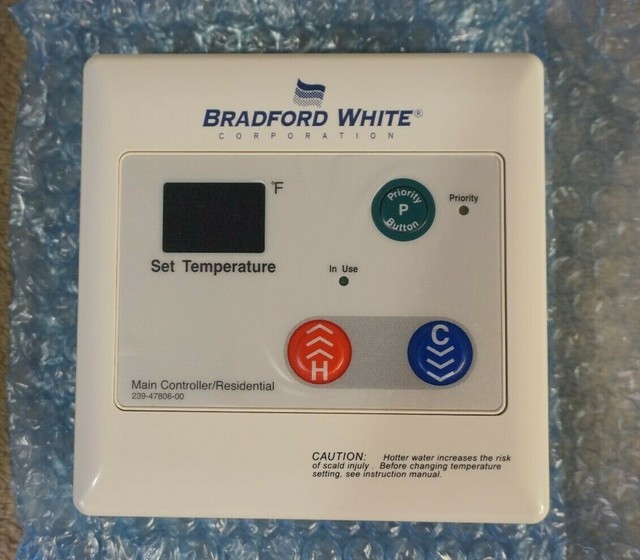 BRADFORD WHITE®
CORPORATION
°F
Priority
P
Button
Priority
Set Temperature
In Use
H
C
Main Controller/Residential
239-47806-00
CAUTION: Hotter water increases the risk
of scald injuly . Before changing temperature
setting, see instruction manual.